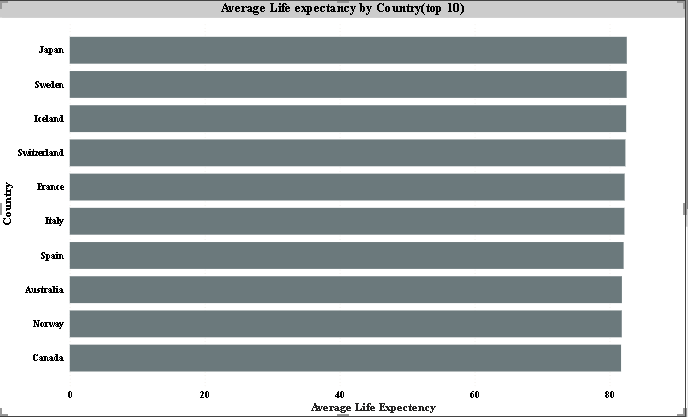 Average Life expectancy by Country(top 10)
Japan
Sweden
Iceland
Switzerland
France
Italy
Spain
Australia
Norway
Canada
Country
0 20 40 60 80
Average Life Expectency